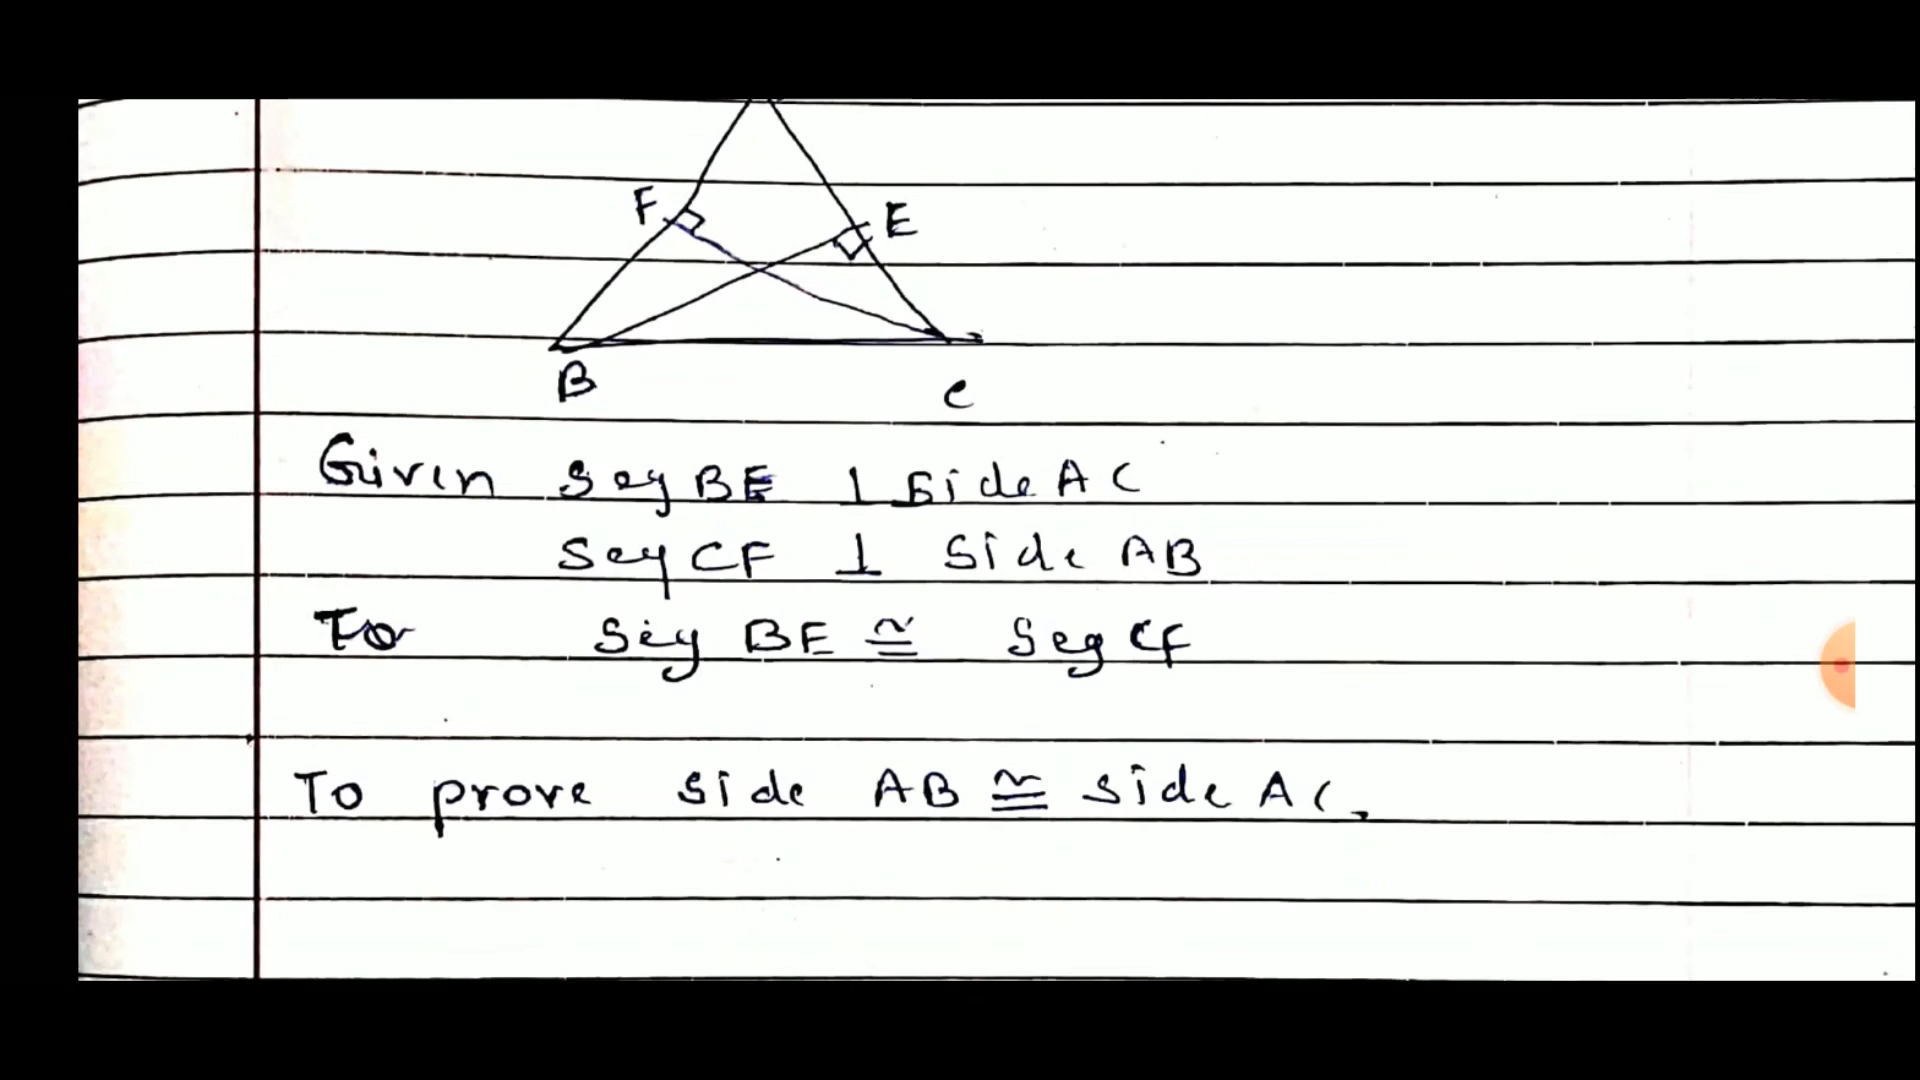 F
E
B
C
Given seg BE ⊥ side AC
seg CF ⊥ side AB
To seg BE ≅ seg CF
To prove side AB ≅ side AC.